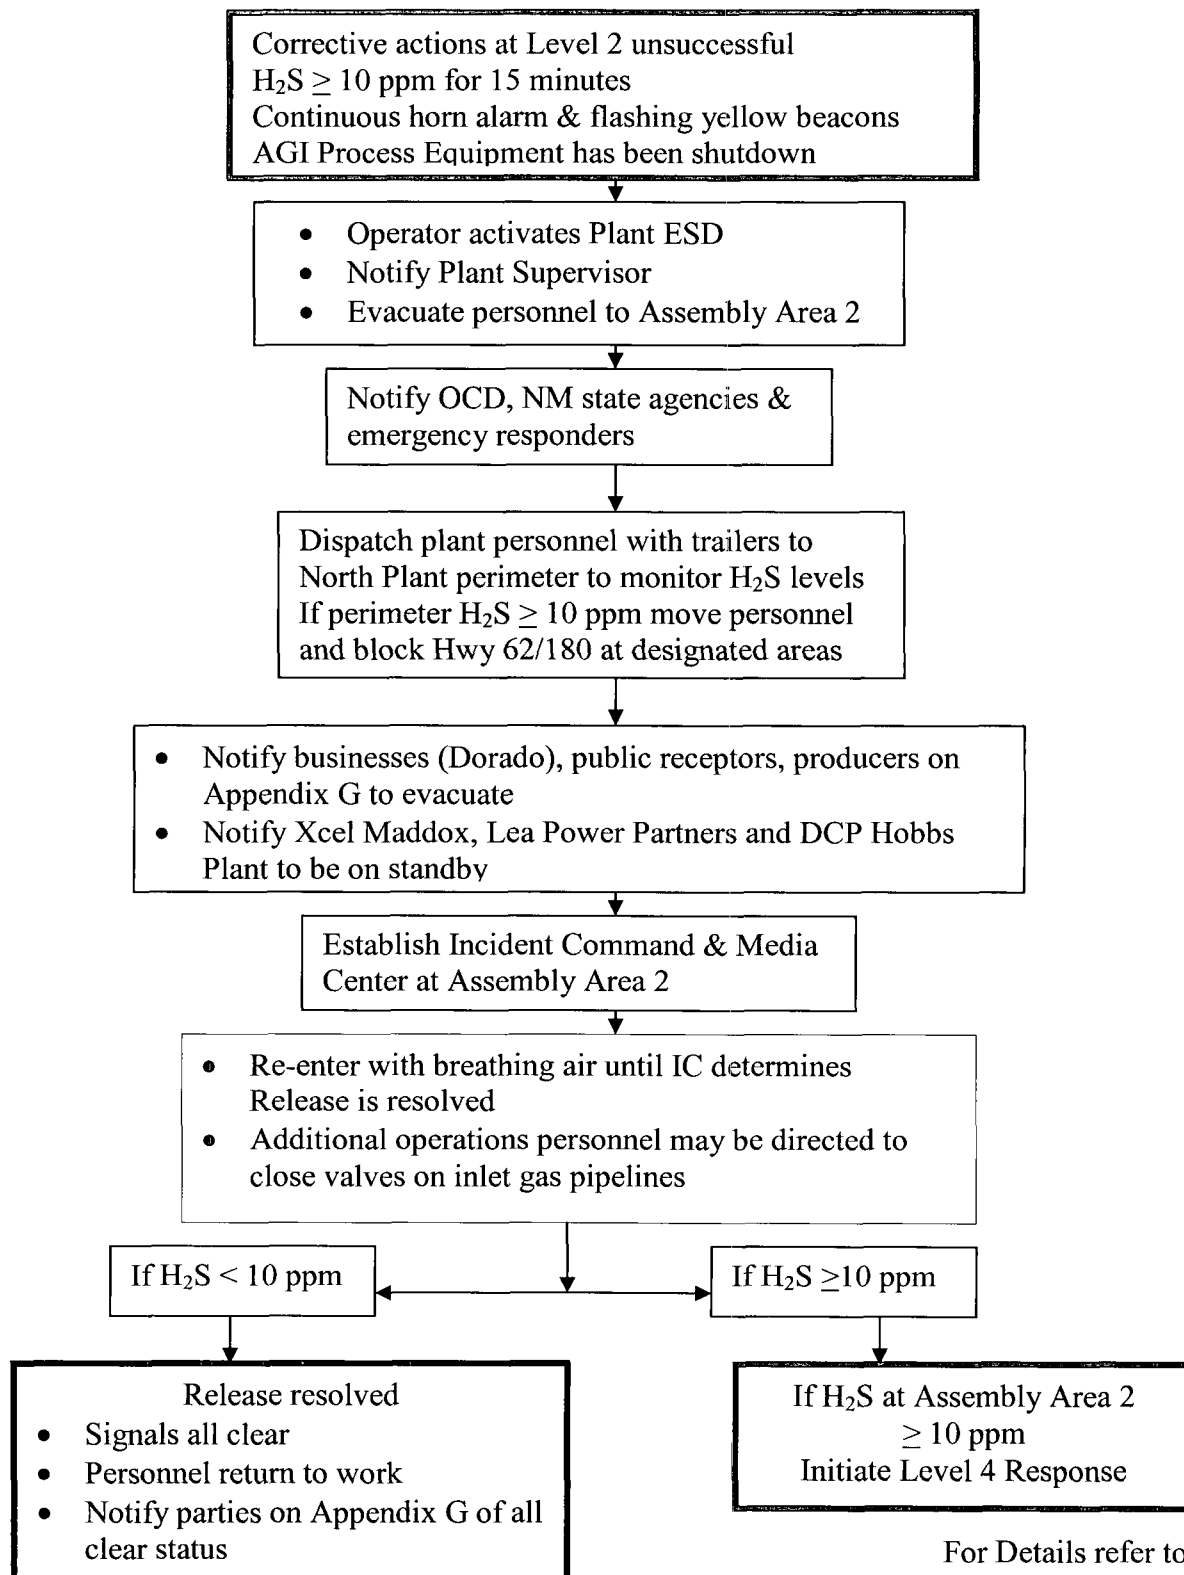 Corrective actions at Level 2 unsuccessful
H₂S ≥ 10 ppm for 15 minutes
Continuous horn alarm & flashing yellow beacons
AGI Process Equipment has been shutdown
• Operator activates Plant ESD
• Notify Plant Supervisor
• Evacuate personnel to Assembly Area 2
Notify OCD, NM state agencies &
emergency responders
Dispatch plant personnel with trailers to
North Plant perimeter to monitor H₂S levels
If perimeter H₂S ≥ 10 ppm move personnel
and block Hwy 62/180 at designated areas
• Notify businesses (Dorado), public receptors, producers on
Appendix G to evacuate
• Notify Xcel Maddox, Lea Power Partners and DCP Hobbs
Plant to be on standby
Establish Incident Command & Media
Center at Assembly Area 2
• Re-enter with breathing air until IC determines
Release is resolved
• Additional operations personnel may be directed to
close valves on inlet gas pipelines
If H₂S < 10 ppm
If H₂S ≥10 ppm
Release resolved
• Signals all clear
• Personnel return to work
• Notify parties on Appendix G of all
clear status
If H₂S at Assembly Area 2
≥ 10 ppm
Initiate Level 4 Response
For Details refer to